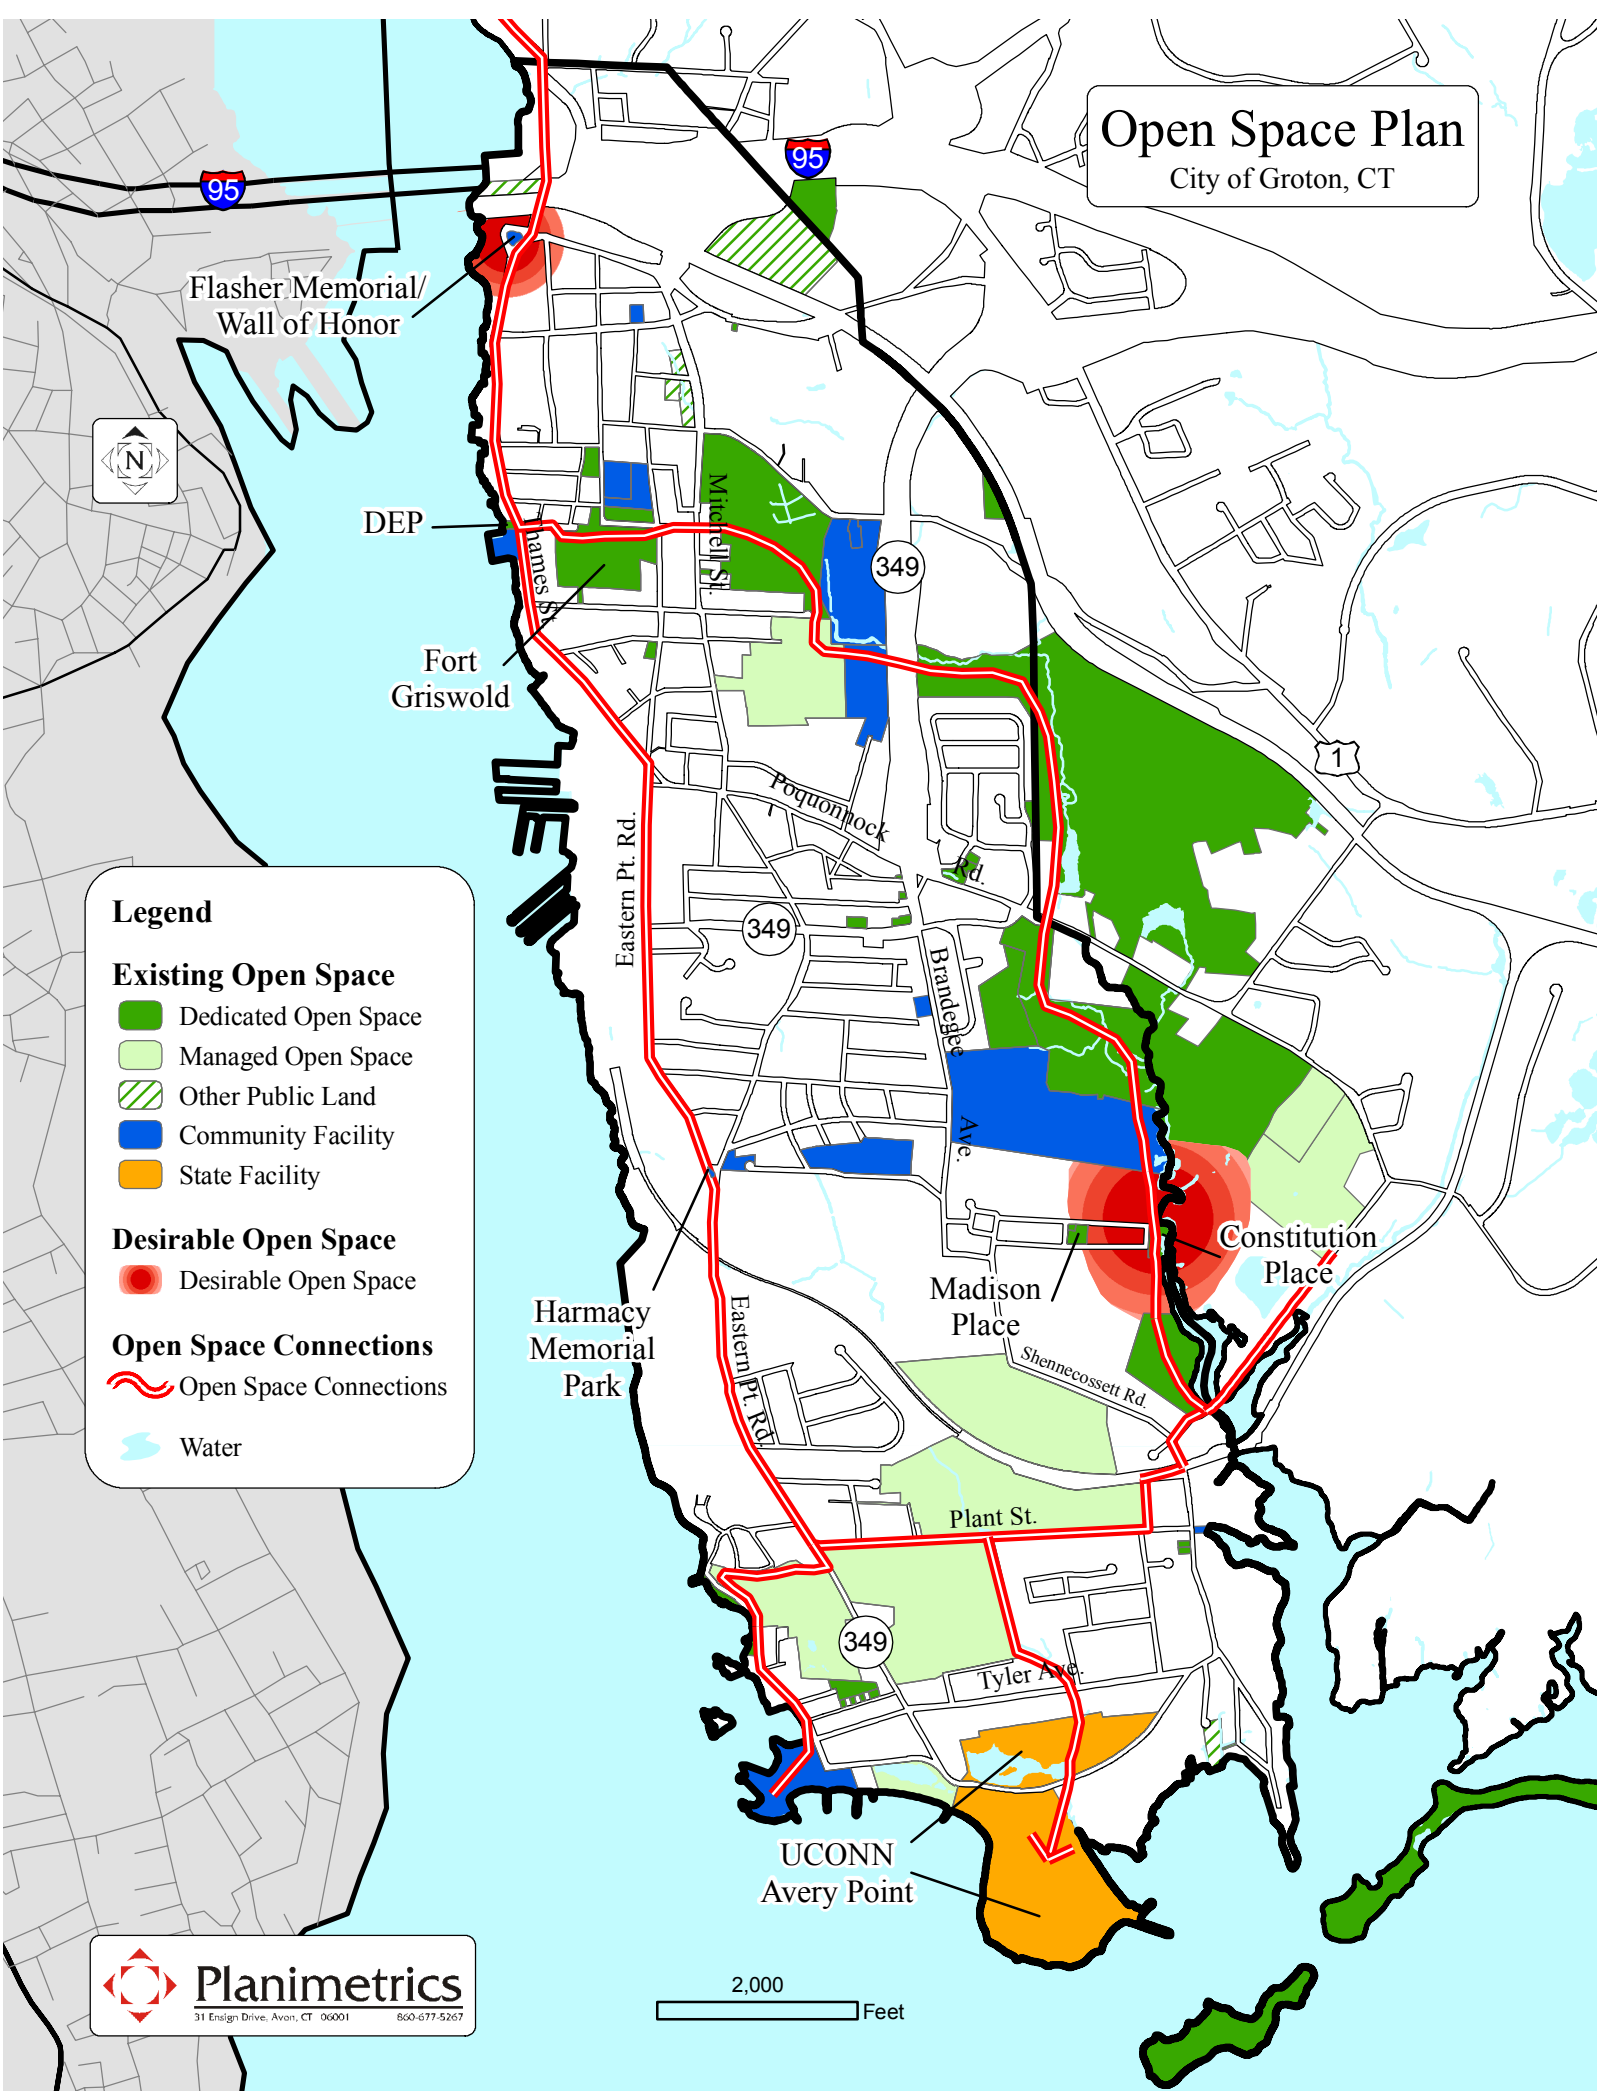 Open Space Plan
City of Groton, CT
95
95
Flasher Memorial/
Wall of Honor
N
DEP
Thames St
Mitchell St.
349
Fort
Griswold
1
Poquonnock
Rd.
Eastern Pt. Rd.
349
Brandegee
Ave.
Legend
Existing Open Space
Dedicated Open Space
Managed Open Space
Other Public Land
Community Facility
State Facility
Desirable Open Space
Desirable Open Space
Open Space Connections
Open Space Connections
Water
Constitution
Place
Madison
Place
Harmacy
Memorial
Park
Eastern Pt. Rd.
Shennecossett Rd.
Plant St.
349
Tyler Ave.
UCONN
Avery Point
Planimetrics
31 Ensign Drive, Avon, CT 06001 860-677-5267
2,000
Feet